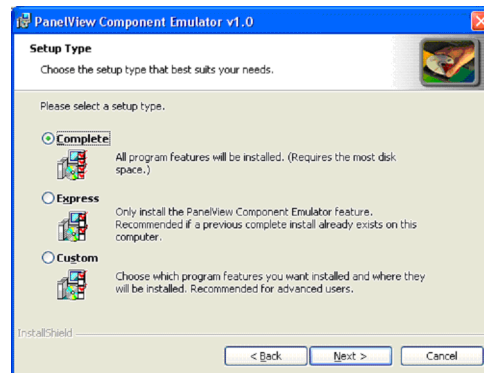 PanelView Component Emulator v1.0
Setup Type
Choose the setup type that best suits your needs.
Please select a setup type.
Complete
All program features will be installed. (Requires the most disk
space.)
Express
Only install the PanelView Component Emulator feature.
Recommended if a previous complete install already exists on this
computer.
Custom
Choose which program features you want installed and where they
will be installed. Recommended for advanced users.
InstallShield
< Back Next > Cancel